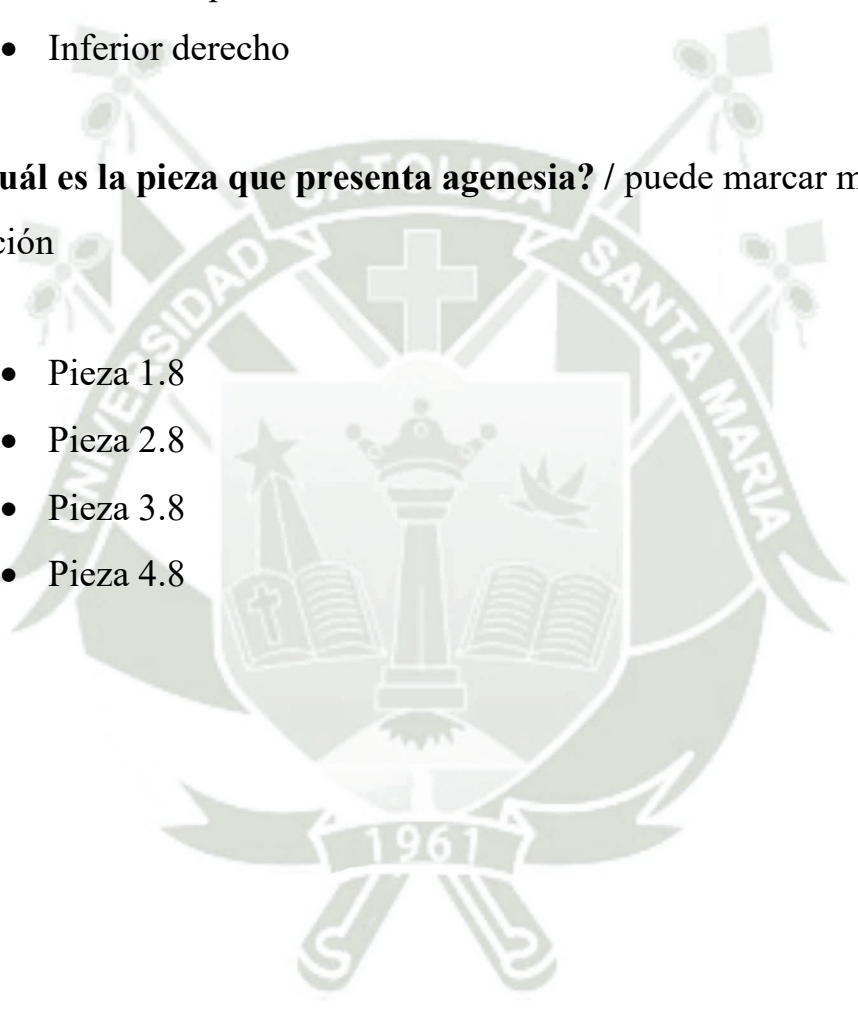 • Inferior derecho
uál es la pieza que presenta agenesia? / puede marcar m
ción
• Pieza 1.8
• Pieza 2.8
• Pieza 3.8
• Pieza 4.8
UNIVERSIDAD CATOLICA SANTA MARIA
1961